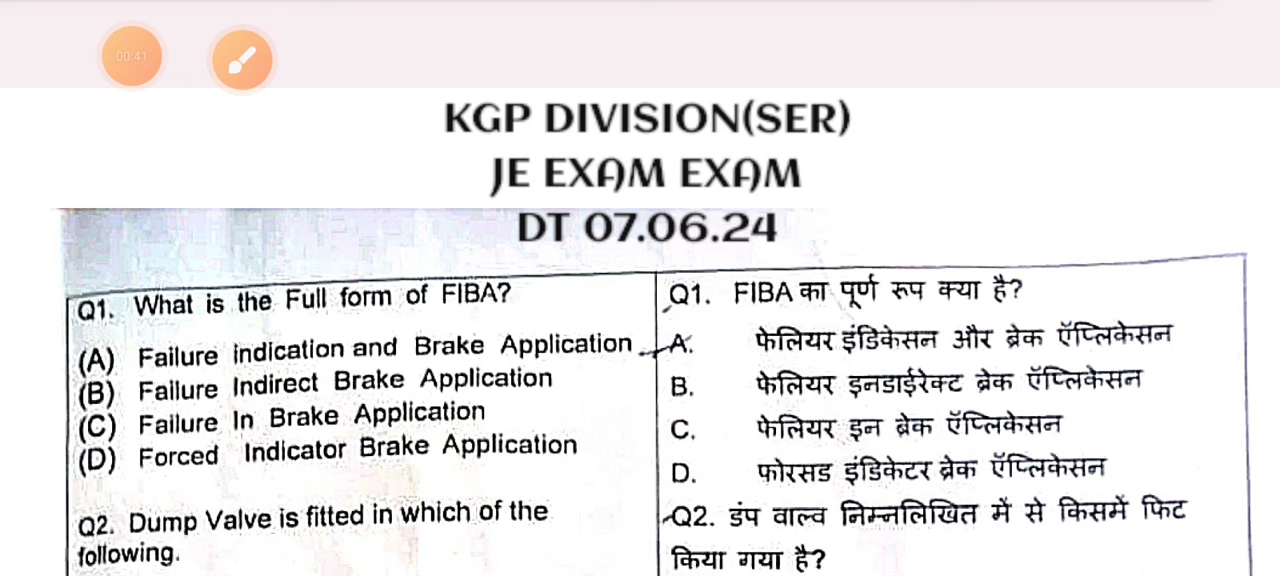 00:41
KGP DIVISION(SER)
JE EXAM EXAM
DT 07.06.24
Q1. What is the Full form of FIBA?
(A) Failure indication and Brake Application
(B) Failure Indirect Brake Application
(C) Failure In Brake Application
(D) Forced Indicator Brake Application
Q2. Dump Valve is fitted in which of the
following.
Q1. FIBA का पूर्ण रूप क्या है?
A. फेलियर इंडिकेसन और ब्रेक ऍप्लिकेसन
B. फेलियर इनडाईरेक्ट ब्रेक ऍप्लिकेसन
C. फेलियर इन ब्रेक ऍप्लिकेसन
D. फोरसड इंडिकेटर ब्रेक ऍप्लिकेसन
Q2. डंप वाल्व निम्नलिखित में से किसमें फिट
किया गया है?